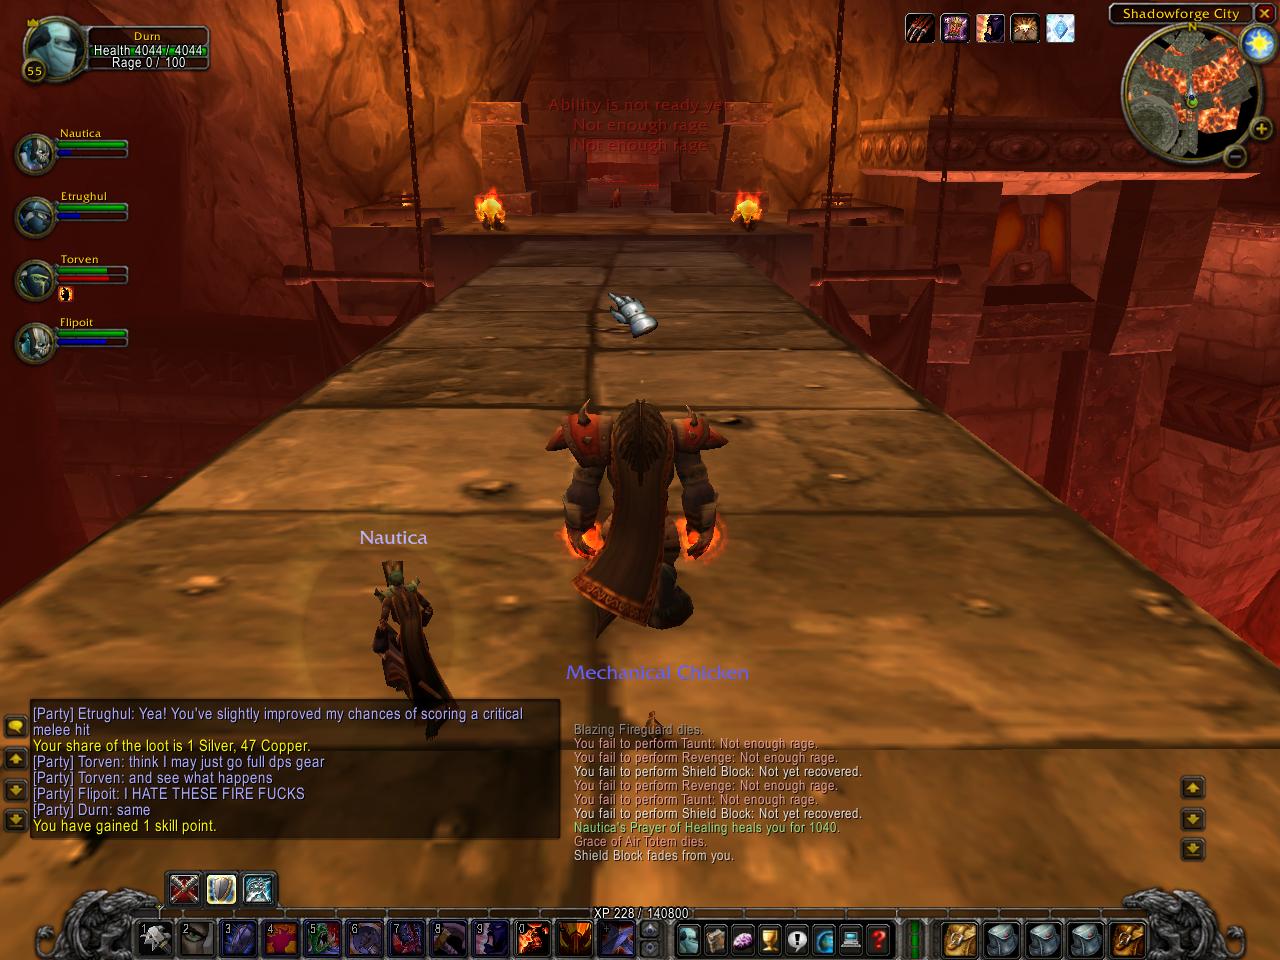 Durn
Health 4044 / 4044
Rage 0 / 100
55
Nautica
Etrughul
Torven
Flipoit
Shadowforge City
N
Ability is not ready yet
Not enough rage
Not enough rage
Nautica
Mechanical Chicken
[Party] Etrughul: Yea! You've slightly improved my chances of scoring a critical
melee hit
Your share of the loot is 1 Silver, 47 Copper.
[Party] Torven: think I may just go full dps gear
[Party] Torven: and see what happens
[Party] Flipoit: I HATE THESE FIRE FUCKS
[Party] Durn: same
You have gained 1 skill point.
Blazing Fireguard dies.
You fail to perform Taunt: Not enough rage.
You fail to perform Revenge: Not enough rage.
You fail to perform Shield Block: Not yet recovered.
You fail to perform Revenge: Not enough rage.
You fail to perform Taunt: Not enough rage.
You fail to perform Shield Block: Not yet recovered.
Nautica's Prayer of Healing heals you for 1040.
Grace of Air Totem dies.
Shield Block fades from you.
XP 228 / 140800
1 2 3 4 5 6 7 8 9 0 - +